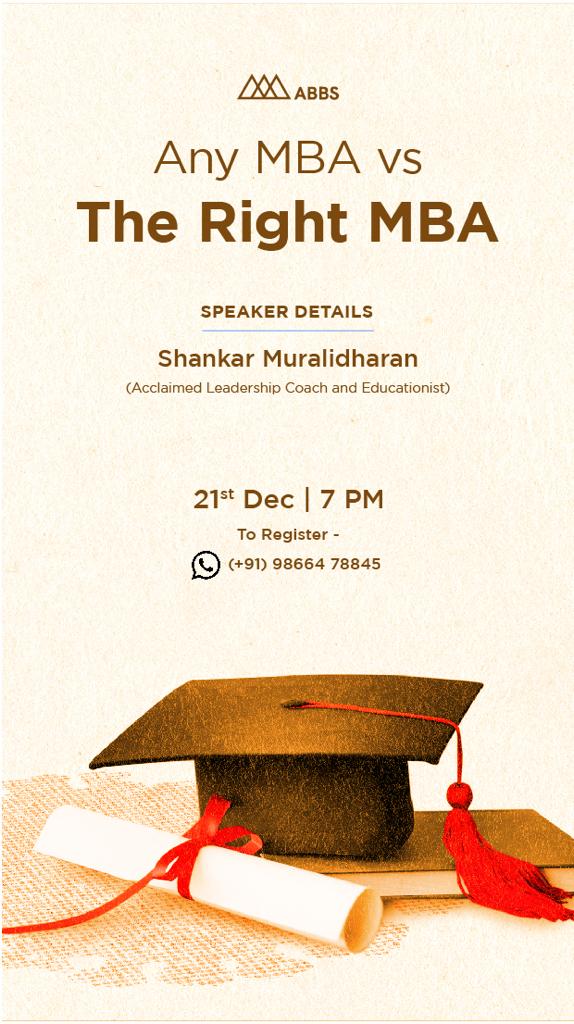 ABBS
Any MBA vs
The Right MBA
SPEAKER DETAILS
Shankar Muralidharan
(Acclaimed Leadership Coach and Educationist)
21st Dec | 7 PM
To Register -
(+91) 98664 78845